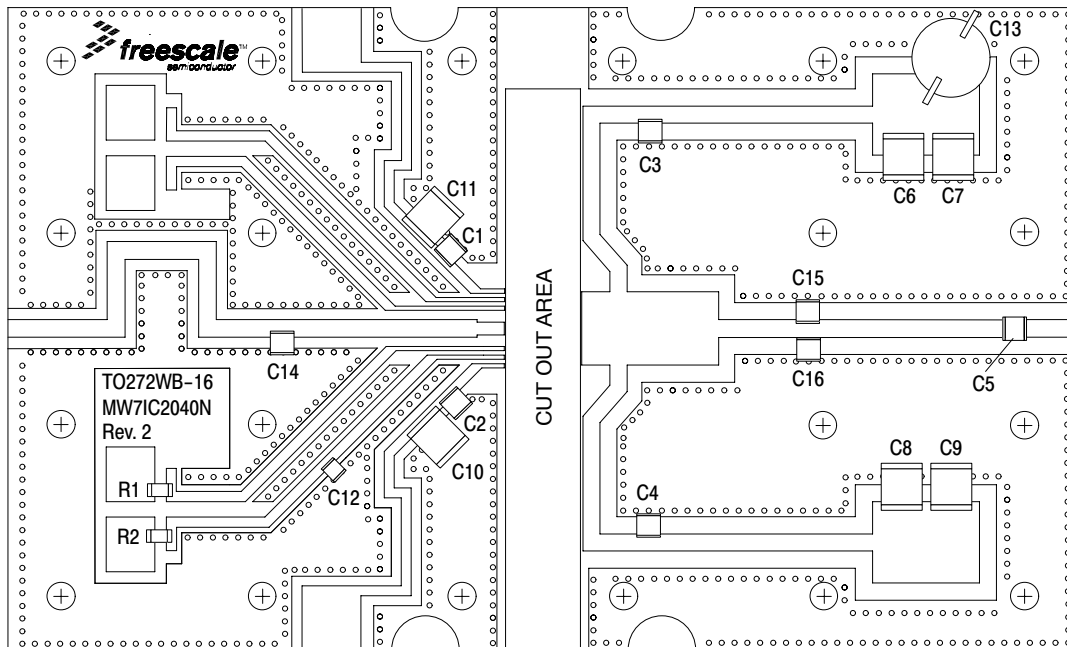 freescale™
semiconductor
C13
C3
C6 C7
C11
C1
C15
CUT OUT AREA
C14
C16
C5
TO272WB-16
MW7IC2040N
Rev. 2
C2
C10
C8 C9
R1
C12
C4
R2